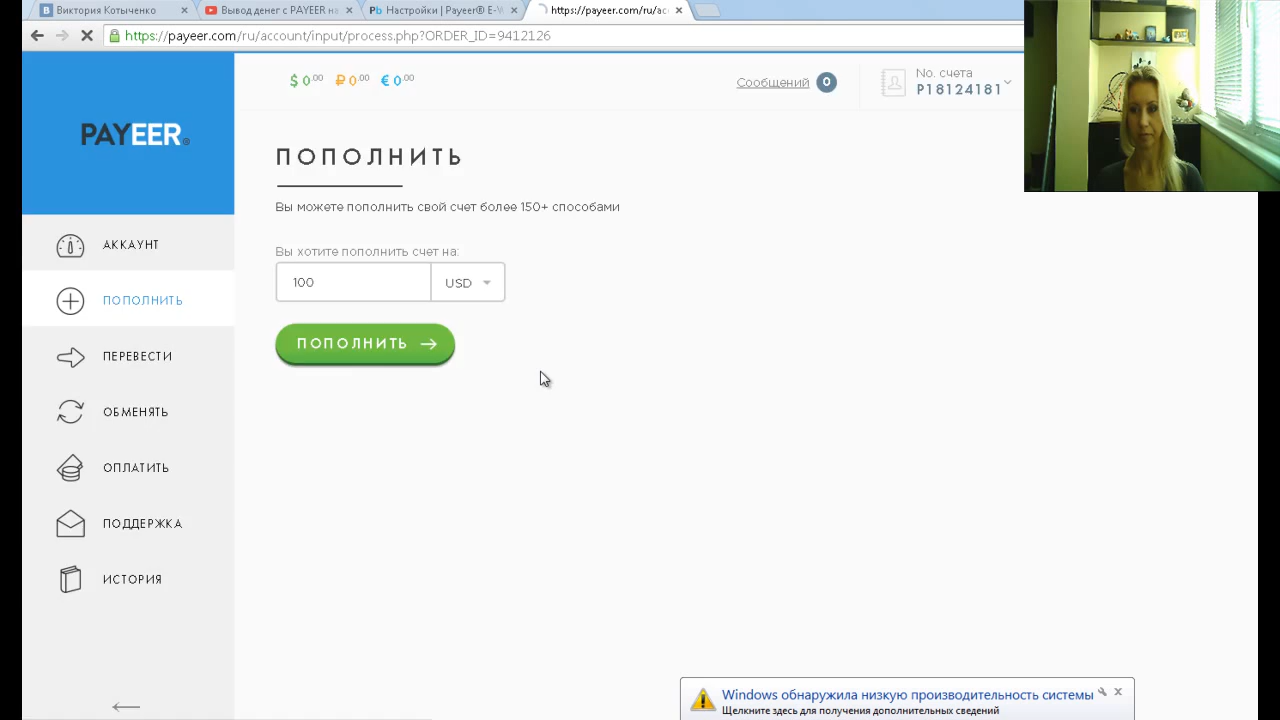 Виктория Котыченко
Вывод денег с PAYEER на
Pb Настройки | Payeer® E-V
https://payeer.com/ru/ac
https://payeer.com/ru/account/input/process.php?ORDER_ID=9412126
PAYEER®
$ 0.00 ₽ 0.00 € 0.00
Сообщений 0
No. счета
P18124181
ПОПОЛНИТЬ
Вы можете пополнить свой счет более 150+ способами
Вы хотите пополнить счет на:
100 USD
ПОПОЛНИТЬ →
АККАУНТ
ПОПОЛНИТЬ
ПЕРЕВЕСТИ
ОБМЕНЯТЬ
ОПЛАТИТЬ
ПОДДЕРЖКА
ИСТОРИЯ
Windows обнаружила низкую производительность системы
Щелкните здесь для получения дополнительных сведений